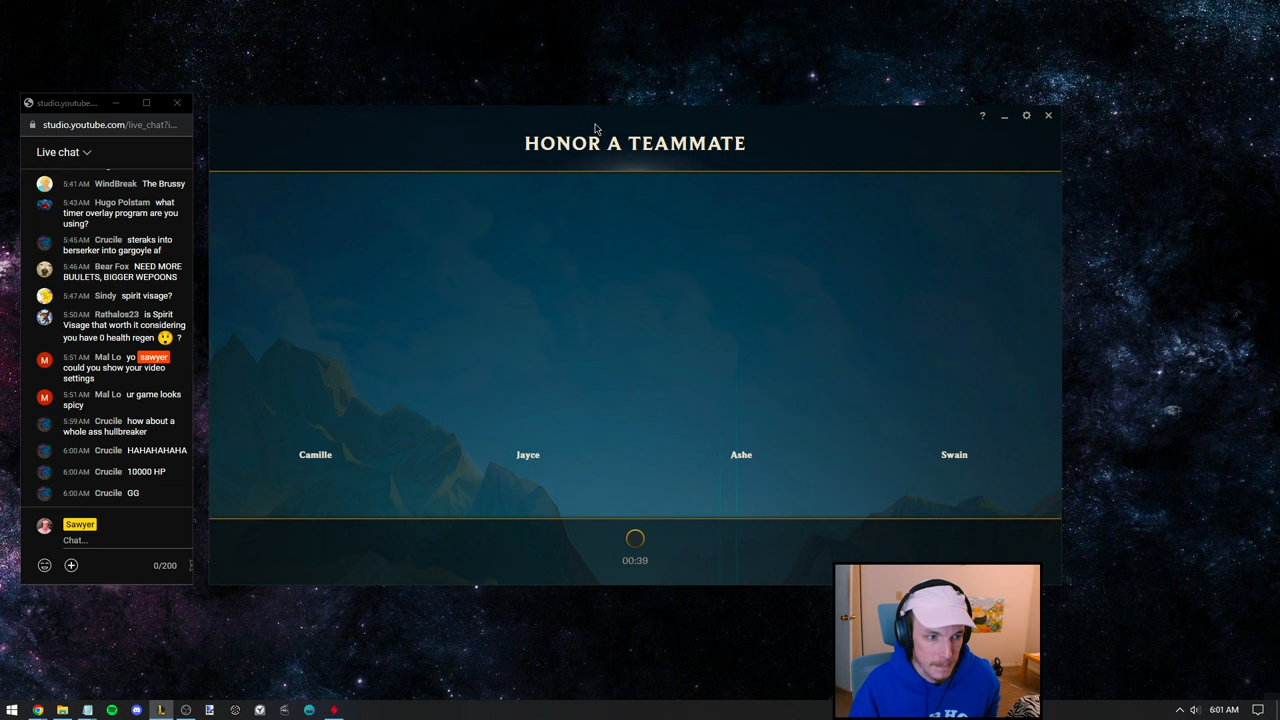 studio.youtube....
studio.youtube.com/live_chat?i...
Live chat
5:41 AM WindBreak The Brussy
5:43 AM Hugo Polstam what
timer overlay program are you
using?
5:45 AM Crucile steraks into
berserker into gargoyle af
5:46 AM Bear Fox NEED MORE
BUULETS, BIGGER WEPOONS
5:47 AM Sindy spirit visage?
5:50 AM Rathalos23 is Spirit
Visage that worth it considering
you have 0 health regen ?
M 5:51 AM Mal Lo yo sawyer
could you show your video
settings
M 5:51 AM Mal Lo ur game looks
spicy
5:59 AM Crucile how about a
whole ass hullbreaker
6:00 AM Crucile HAHAHAHAHA
6:00 AM Crucile 10000 HP
6:00 AM Crucile GG
Sawyer
Chat...
0/200
?
HONOR A TEAMMATE
Camille
Jayce
Ashe
Swain
00:39
6:01 AM